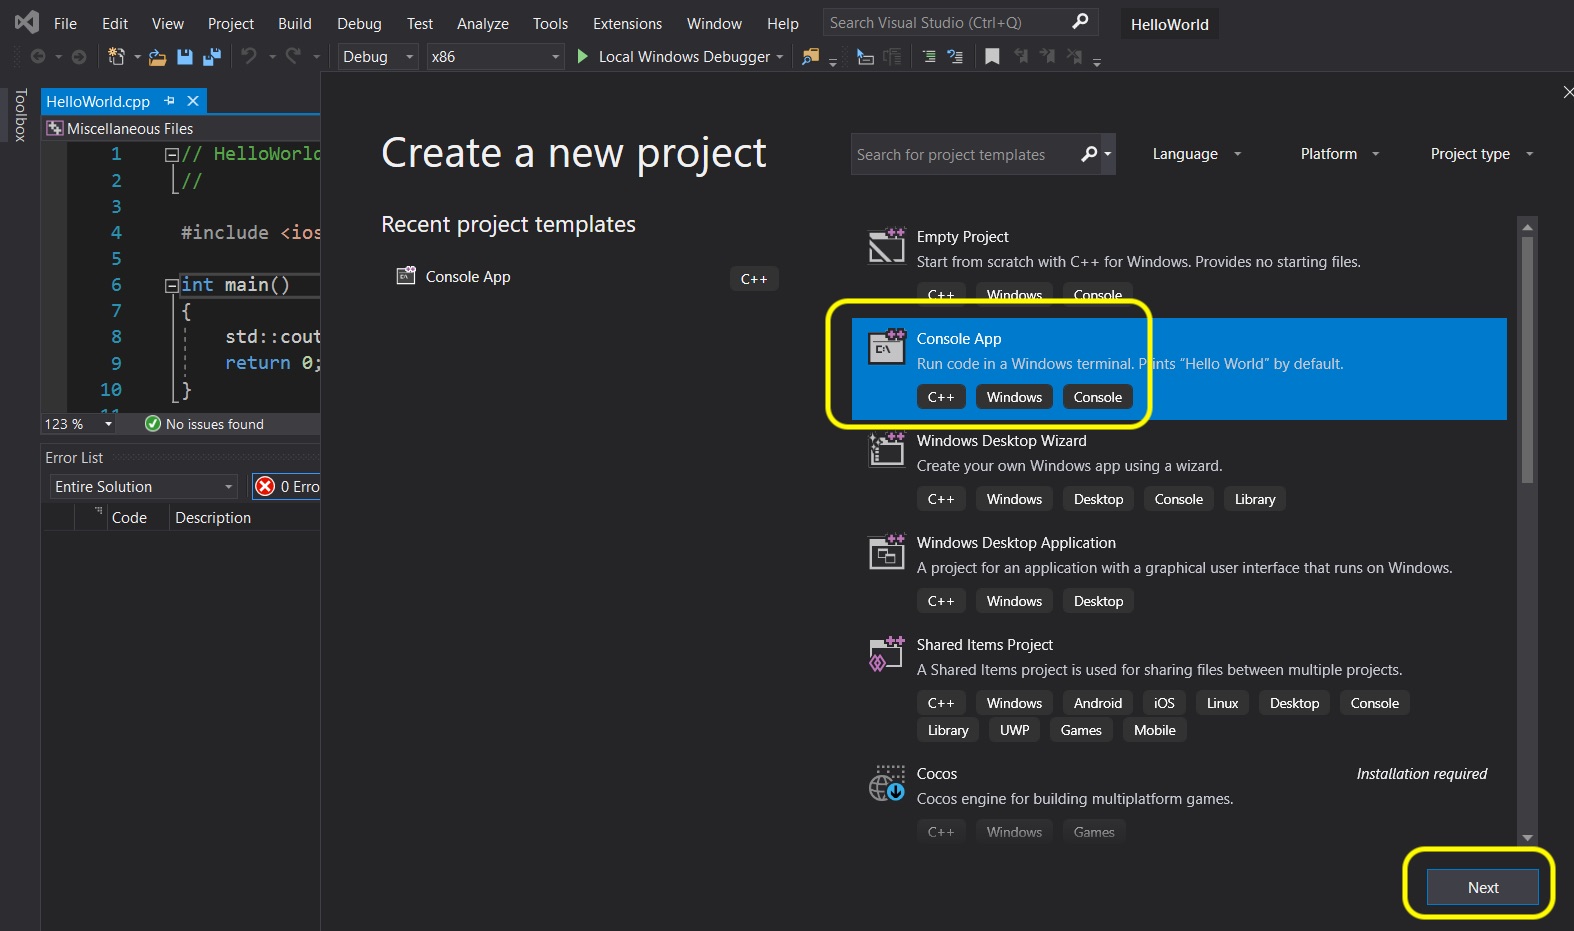 File Edit View Project Build Debug Test Analyze Tools Extensions Window Help Search Visual Studio (Ctrl+Q) HelloWorld
Debug x86 Local Windows Debugger
Toolbox
HelloWorld.cpp
Miscellaneous Files
1 // HelloWorld
2 //
3
4 #include <ios
5
6 int main()
7 {
8 std::cout
9 return 0;
10 }
11
123 % No issues found
Error List
Entire Solution 0 Erro
Code Description
Create a new project
Search for project templates Language Platform Project type
Recent project templates
Console App C++
Empty Project
Start from scratch with C++ for Windows. Provides no starting files.
C++ Windows Console
Console App
Run code in a Windows terminal. Prints “Hello World” by default.
C++ Windows Console
Windows Desktop Wizard
Create your own Windows app using a wizard.
C++ Windows Desktop Console Library
Windows Desktop Application
A project for an application with a graphical user interface that runs on Windows.
C++ Windows Desktop
Shared Items Project
A Shared Items project is used for sharing files between multiple projects.
C++ Windows Android iOS Linux Desktop Console
Library UWP Games Mobile
Cocos Installation required
Cocos engine for building multiplatform games.
C++ Windows Games
Next